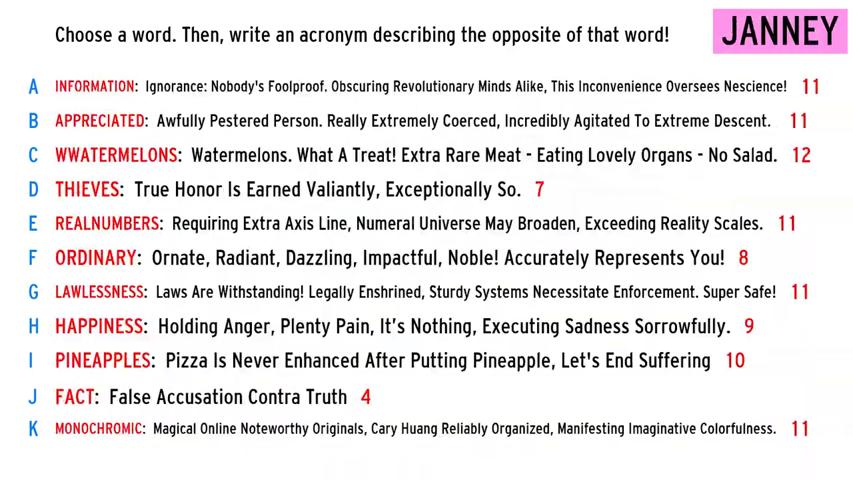 Choose a word. Then, write an acronym describing the opposite of that word!
JANNEY
A INFORMATION: Ignorance: Nobody's Foolproof. Obscuring Revolutionary Minds Alike, This Inconvenience Oversees Nescience! 11
B APPRECIATED: Awfully Pestered Person. Really Extremely Coerced, Incredibly Agitated To Extreme Descent. 11
C WWATERMELONS: Watermelons. What A Treat! Extra Rare Meat - Eating Lovely Organs - No Salad. 12
D THIEVES: True Honor Is Earned Valiantly, Exceptionally So. 7
E REALNUMBERS: Requiring Extra Axis Line, Numeral Universe May Broaden, Exceeding Reality Scales. 11
F ORDINARY: Ornate, Radiant, Dazzling, Impactful, Noble! Accurately Represents You! 8
G LAWLESSNESS: Laws Are Withstanding! Legally Enshrined, Sturdy Systems Necessitate Enforcement. Super Safe! 11
H HAPPINESS: Holding Anger, Plenty Pain, It's Nothing, Executing Sadness Sorrowfully. 9
I PINEAPPLES: Pizza Is Never Enhanced After Putting Pineapple, Let's End Suffering 10
J FACT: False Accusation Contra Truth 4
K MONOCHROMIC: Magical Online Noteworthy Originals, Cary Huang Reliably Organized, Manifesting Imaginative Colorfulness. 11